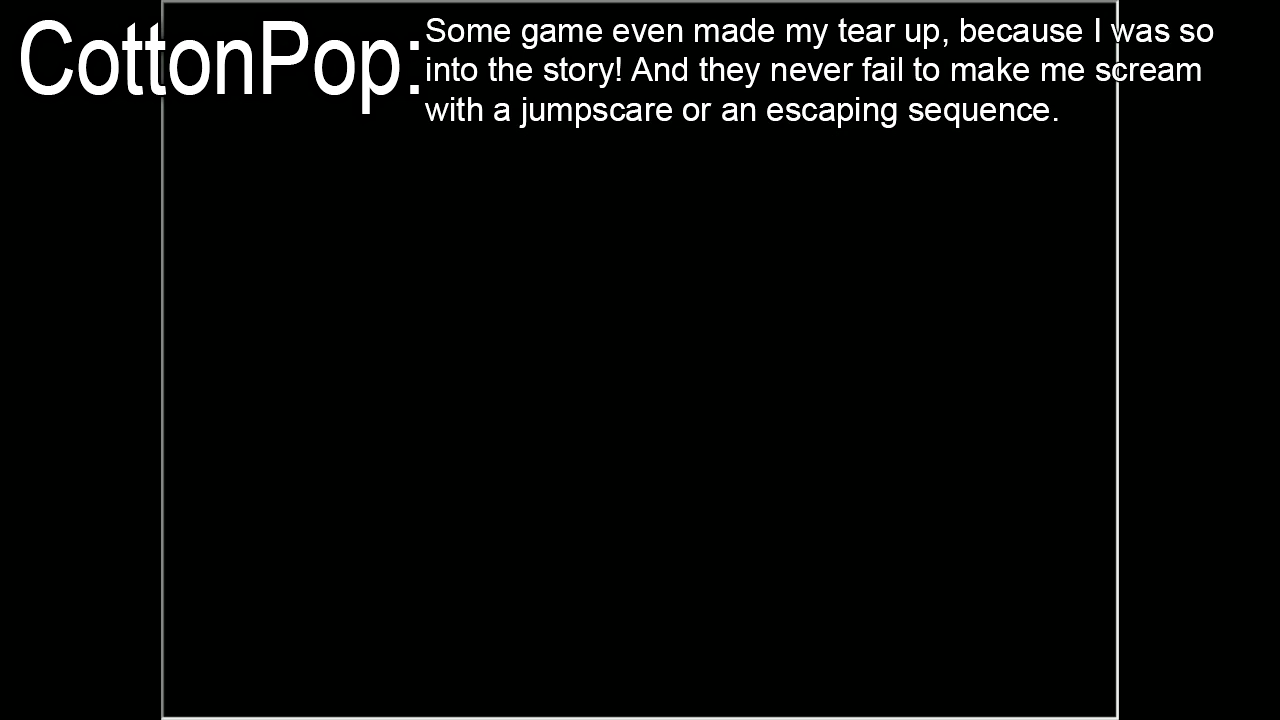 CottonPop:
Some game even made my tear up, because I was so
into the story! And they never fail to make me scream
with a jumpscare or an escaping sequence.